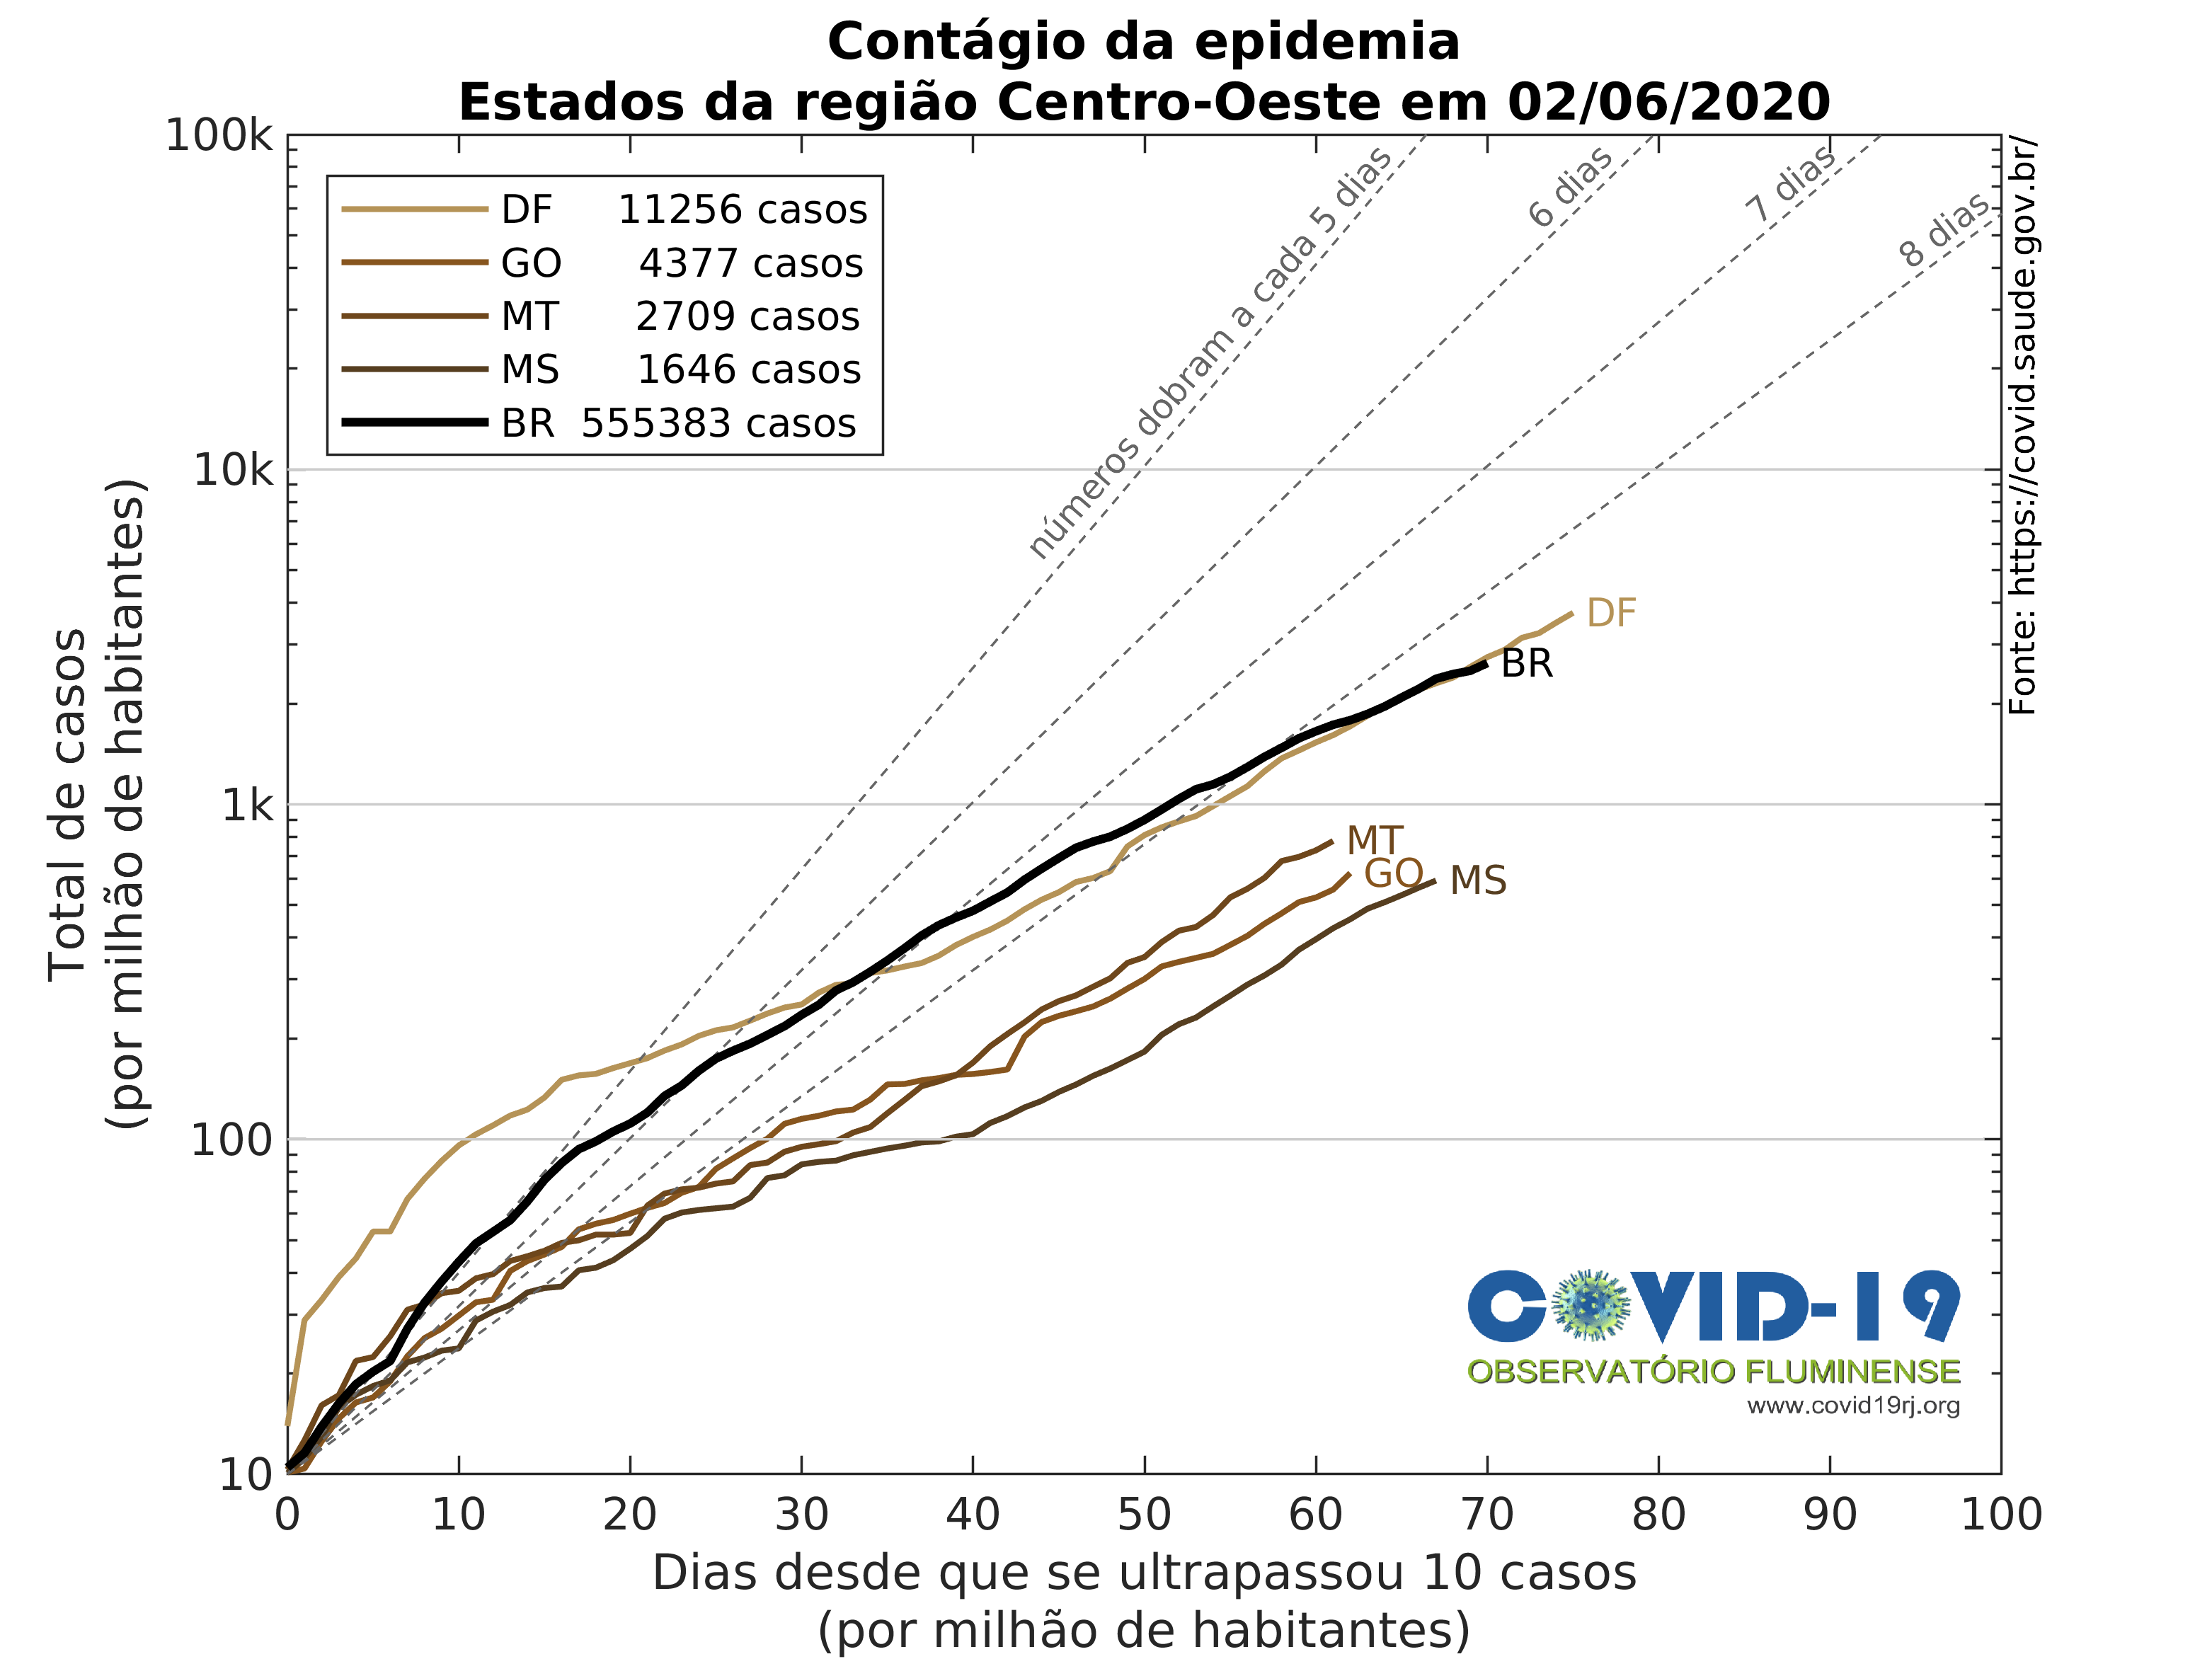 Contágio da epidemia
Estados da região Centro-Oeste em 02/06/2020
100k
10k
1k
100
10
Total de casos
(por milhão de habitantes)
DF 11256 casos
GO 4377 casos
MT 2709 casos
MS 1646 casos
BR 555383 casos
números dobram a cada 5 dias
6 dias
7 dias
8 dias
Fonte: https://covid.saude.gov.br/
DF
BR
MT
GO
MS
COVID-19
OBSERVATÓRIO FLUMINENSE
www.covid19rj.org
0 10 20 30 40 50 60 70 80 90 100
Dias desde que se ultrapassou 10 casos
(por milhão de habitantes)